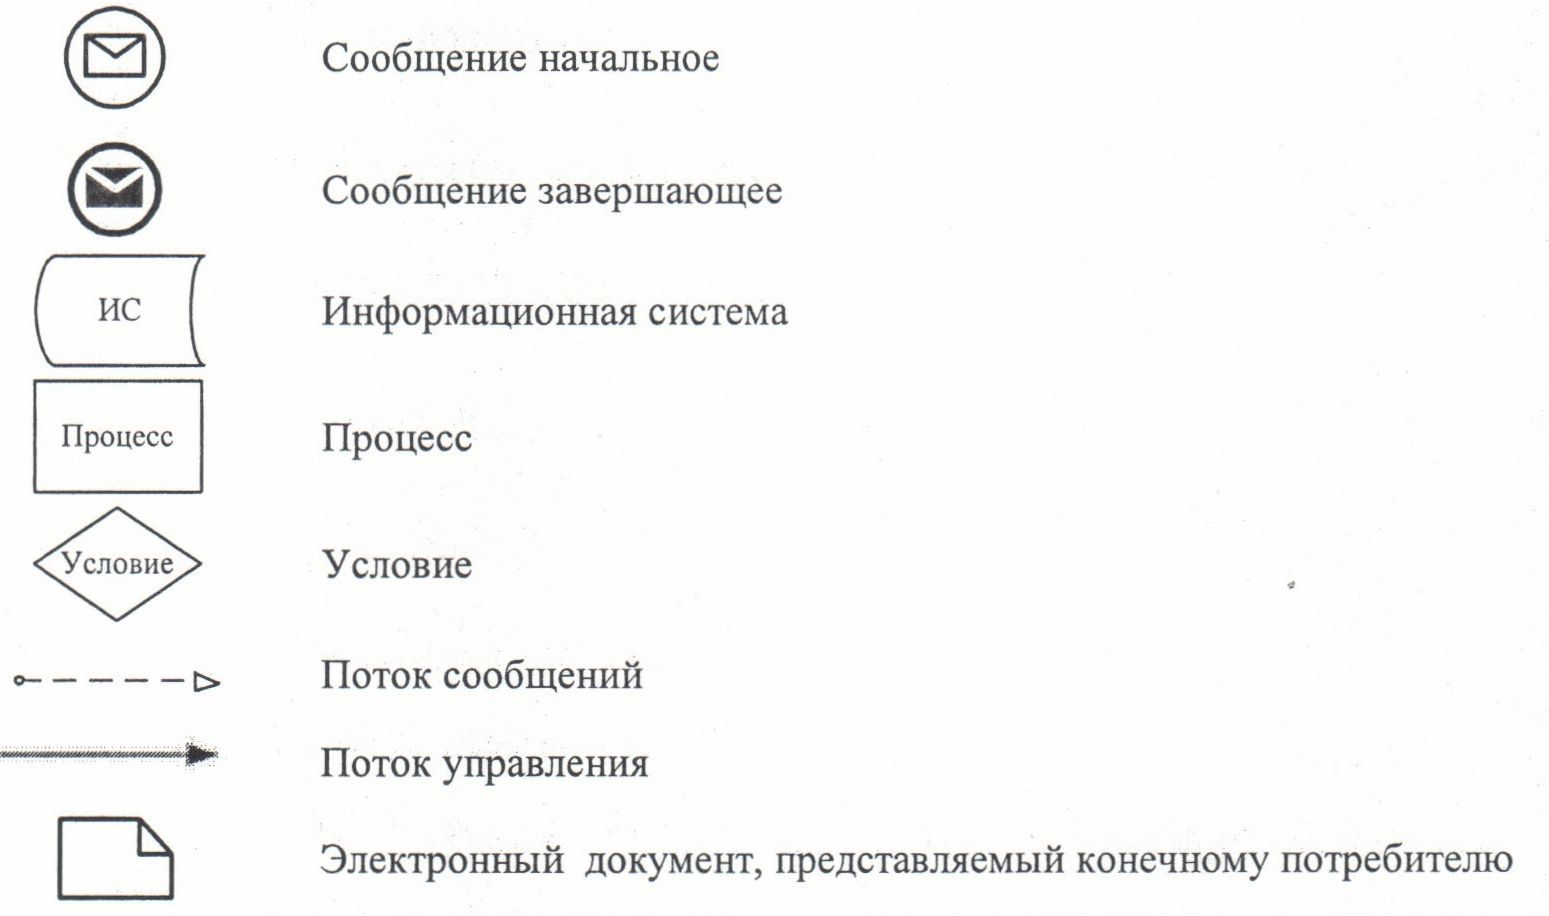 Сообщение начальное
Сообщение завершающее
ИС Информационная система
Процесс Процесс
Условие Условие
Поток сообщений
Поток управления
Электронный документ, представляемый конечному потребителю